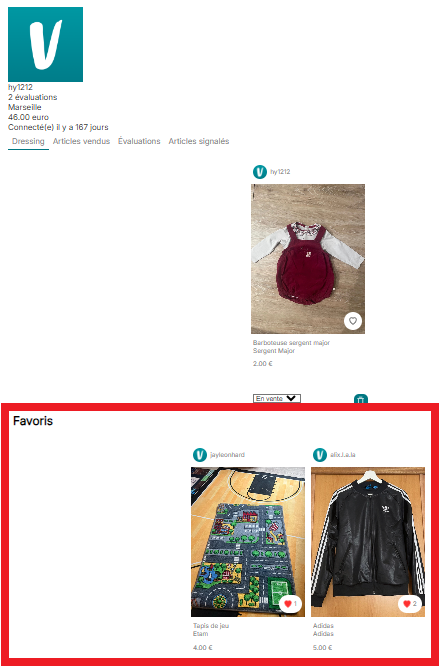 hy1212
2 évaluations
Marseille
46.00 euro
Connecté(e) il y a 167 jours
Dressing Articles vendus Évaluations Articles signalés
hy1212
Barboteuse sergent major
Sergent Major
2.00 €
En vente
Favoris
jayleonhard
alix.l.a.la
1
2
Tapis de jeu
Etam
4.00 €
Adidas
Adidas
5.00 €